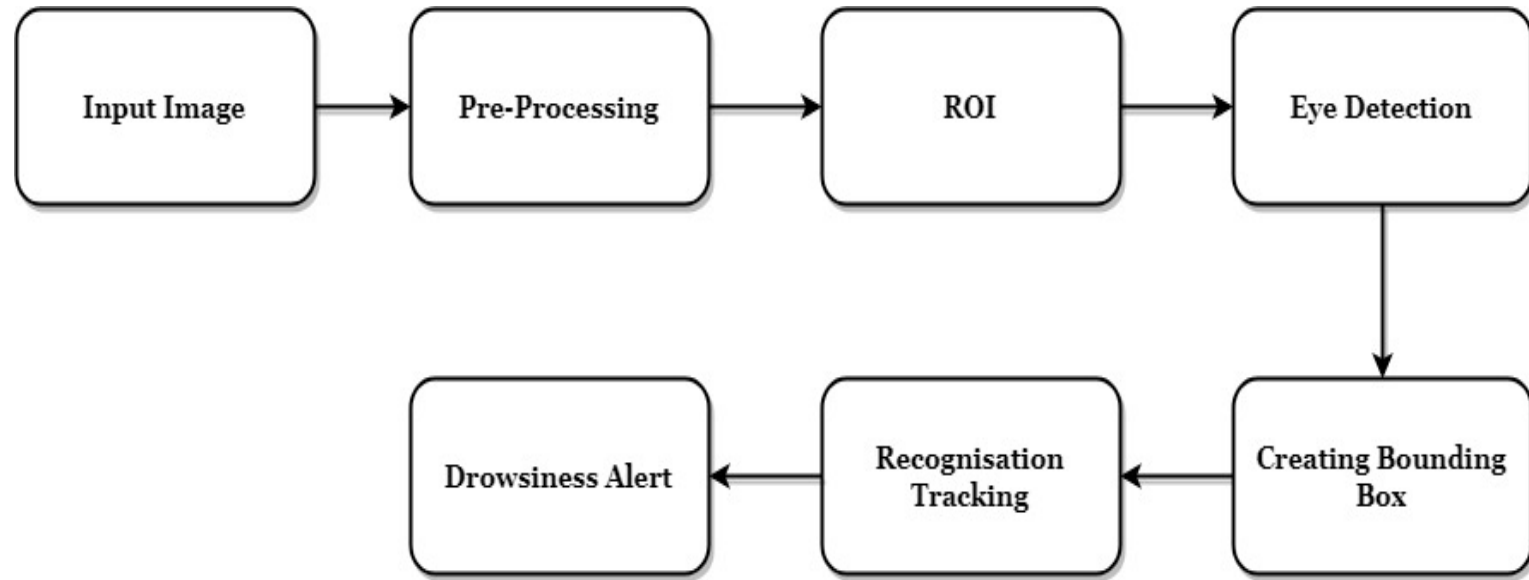 Input Image
Pre-Processing
ROI
Eye Detection
Creating Bounding
Box
Recognisation
Tracking
Drowsiness Alert